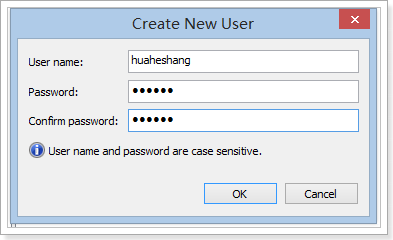 Create New User
User name: huaheshang
Password: ●●●●●●
Confirm password: ●●●●●●
User name and password are case sensitive.
OK Cancel